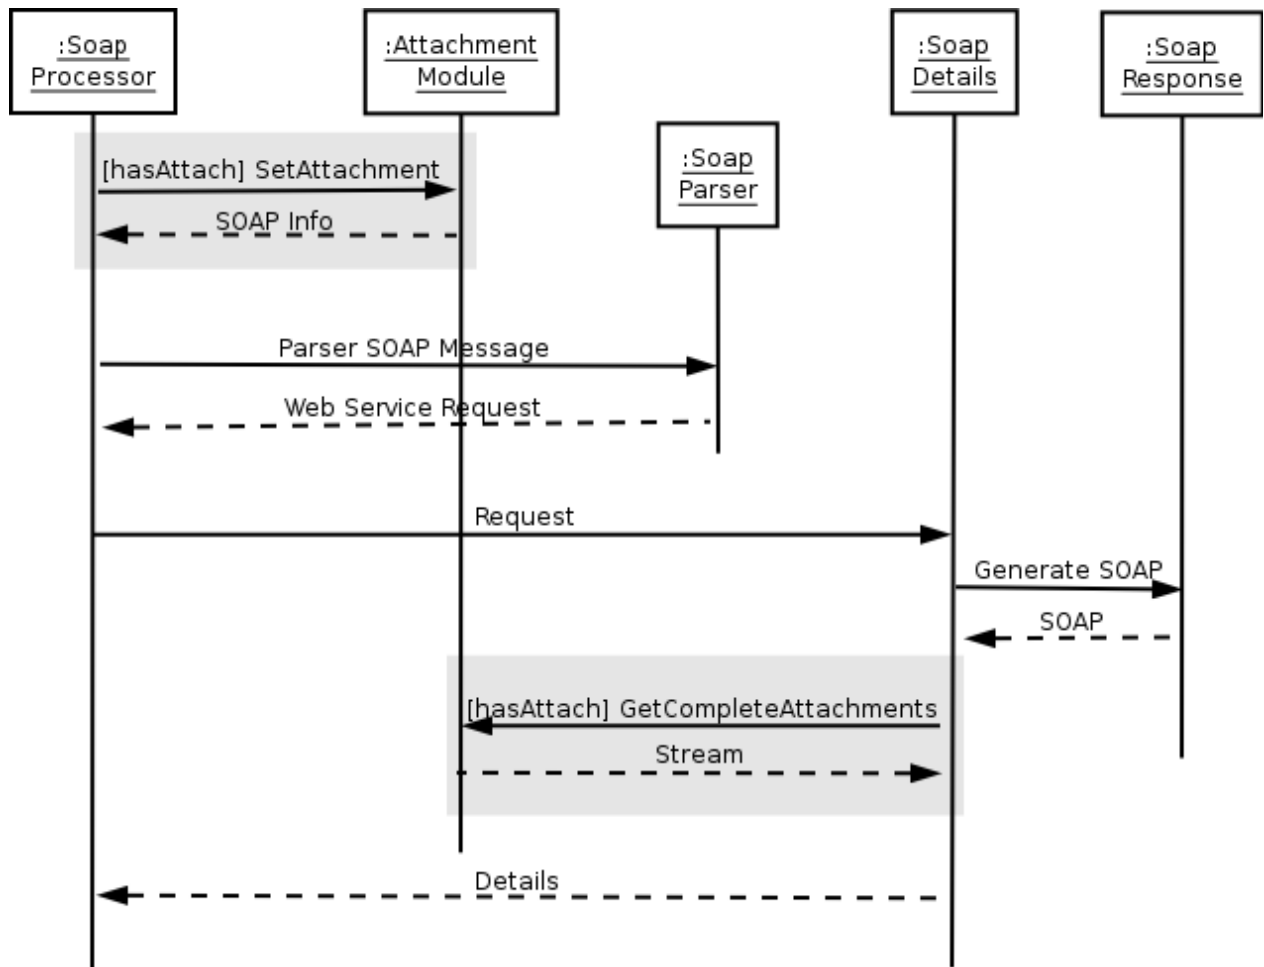 :Soap
Processor
:Attachment
Module
:Soap
Details
:Soap
Response
:Soap
Parser
[hasAttach] SetAttachment
SOAP Info
Parser SOAP Message
Web Service Request
Request
Generate SOAP
SOAP
[hasAttach] GetCompleteAttachments
Stream
Details